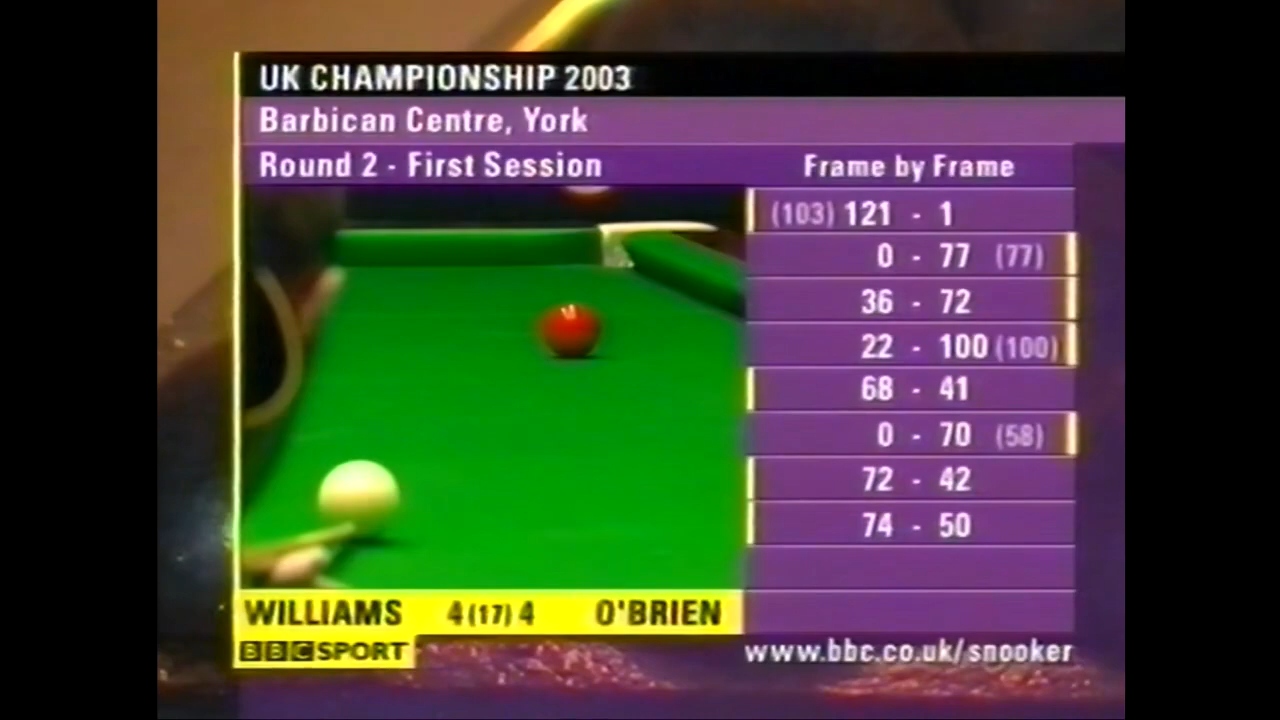 UK CHAMPIONSHIP 2003
Barbican Centre, York
Round 2 - First Session
Frame by Frame
(103) 121 - 1
0 - 77 (77)
36 - 72
22 - 100 (100)
68 - 41
0 - 70 (58)
72 - 42
74 - 50
WILLIAMS 4 (17) 4 O'BRIEN
BBC SPORT
www.bbc.co.uk/snooker